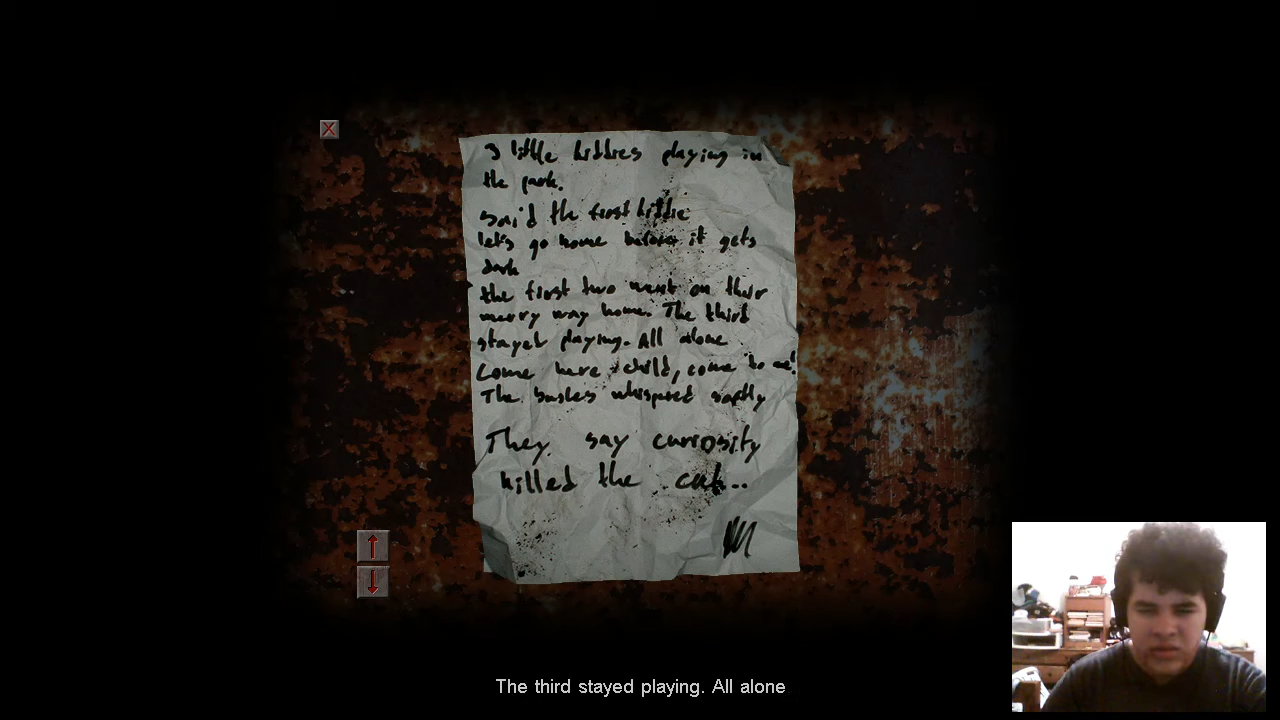 3 little kiddies playing in
the park.
said the first kiddie
let's go home before it gets
dark
the first two went on their
merry way home. The third
stayed playing. All alone
Come here child, come to me!
The bushes whispered softly
They say curiosity
killed the cat...
The third stayed playing. All alone